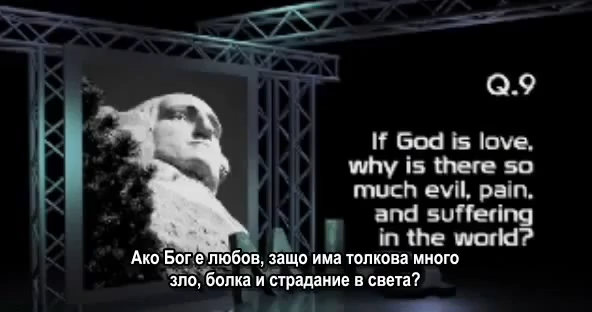 Q.9
If God is love,
why is there so
much evil, pain,
and suffering
in the world?
Ако Бог е любов, защо има толкова много
зло, болка и страдание в света?